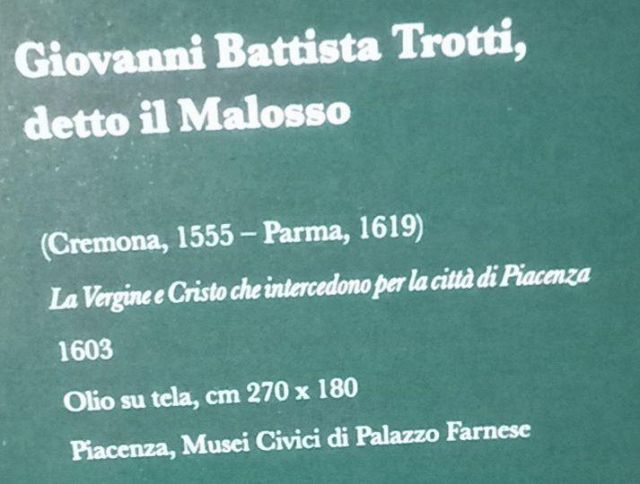 Giovanni Battista Trotti,
detto il Malosso
(Cremona, 1555 – Parma, 1619)
La Vergine e Cristo che intercedono per la città di Piacenza
1603
Olio su tela, cm 270 x 180
Piacenza, Musei Civici di Palazzo Farnese